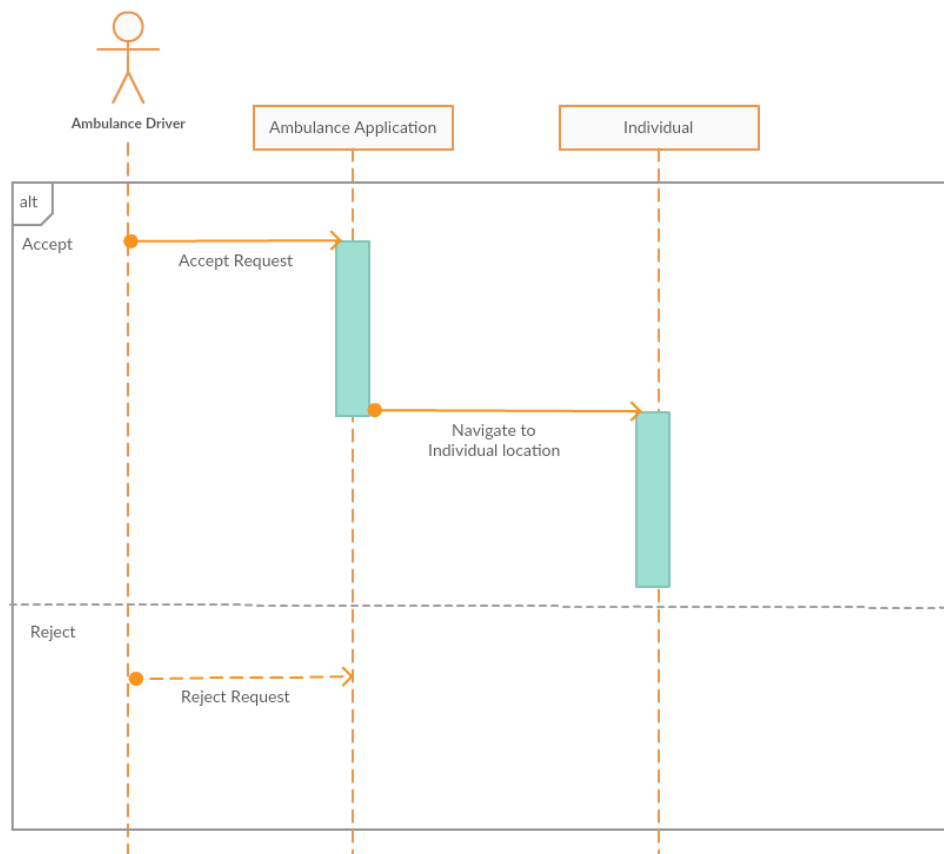 Ambulance Driver
Ambulance Application
Individual
alt
Accept
Accept Request
Navigate to
Individual location
Reject
Reject Request